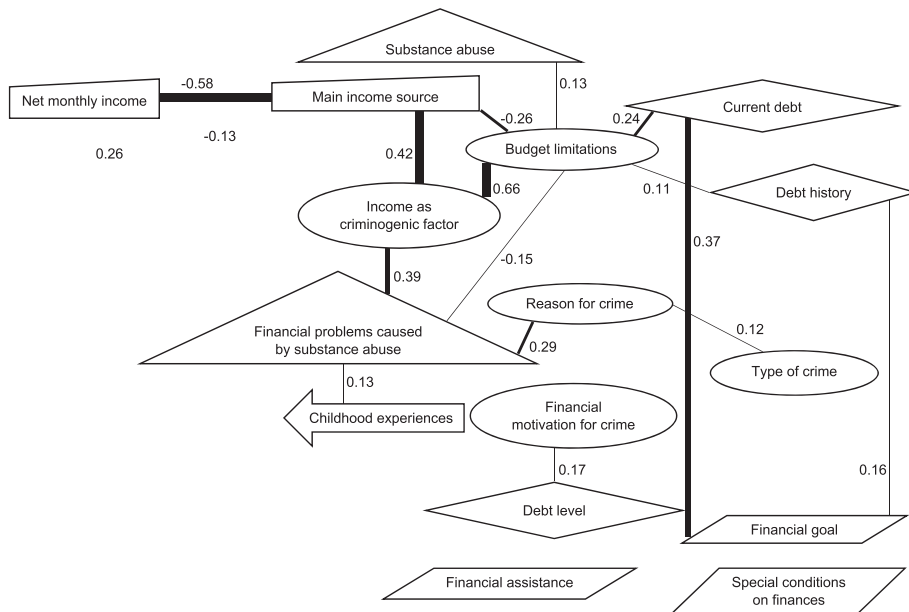 Substance abuse
-0.58
Net monthly income
Main income source
0.13
Current debt
-0.26
0.24
-0.13
0.26
0.42
Budget limitations
0.66
0.11
Debt history
Income as
criminogenic factor
0.37
-0.15
0.39
Reason for crime
0.12
Financial problems caused
by substance abuse
0.29
Type of crime
0.13
Childhood experiences
Financial
motivation for crime
0.17
0.16
Debt level
Financial goal
Financial assistance
Special conditions
on finances